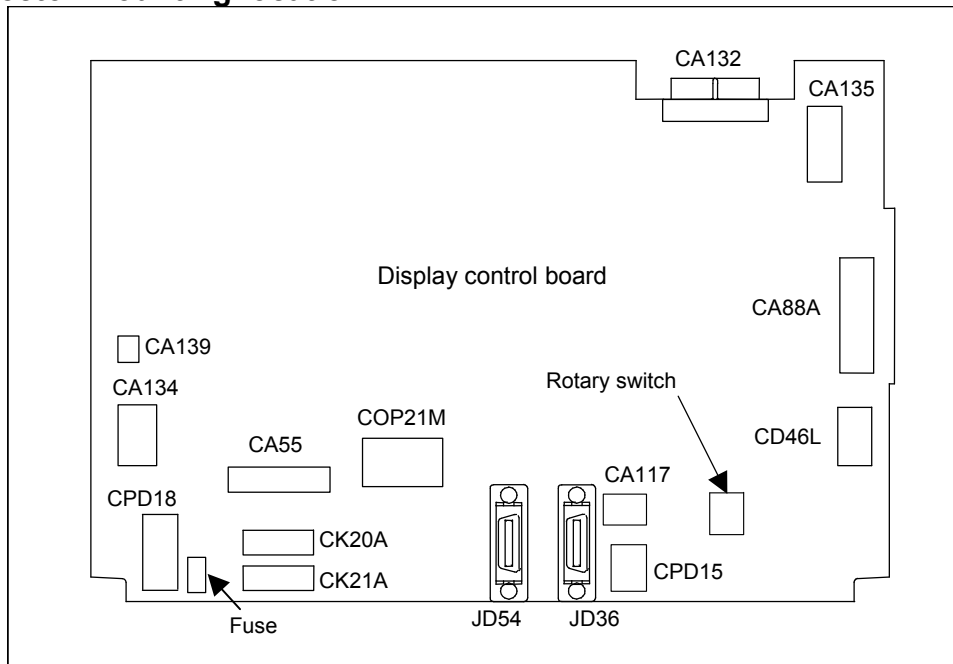 CA132
CA135
Display control board
CA88A
CA139
CA134
Rotary switch
COP21M
CA55
CD46L
CA117
CPD18
CK20A
CK21A
CPD15
Fuse
JD54
JD36